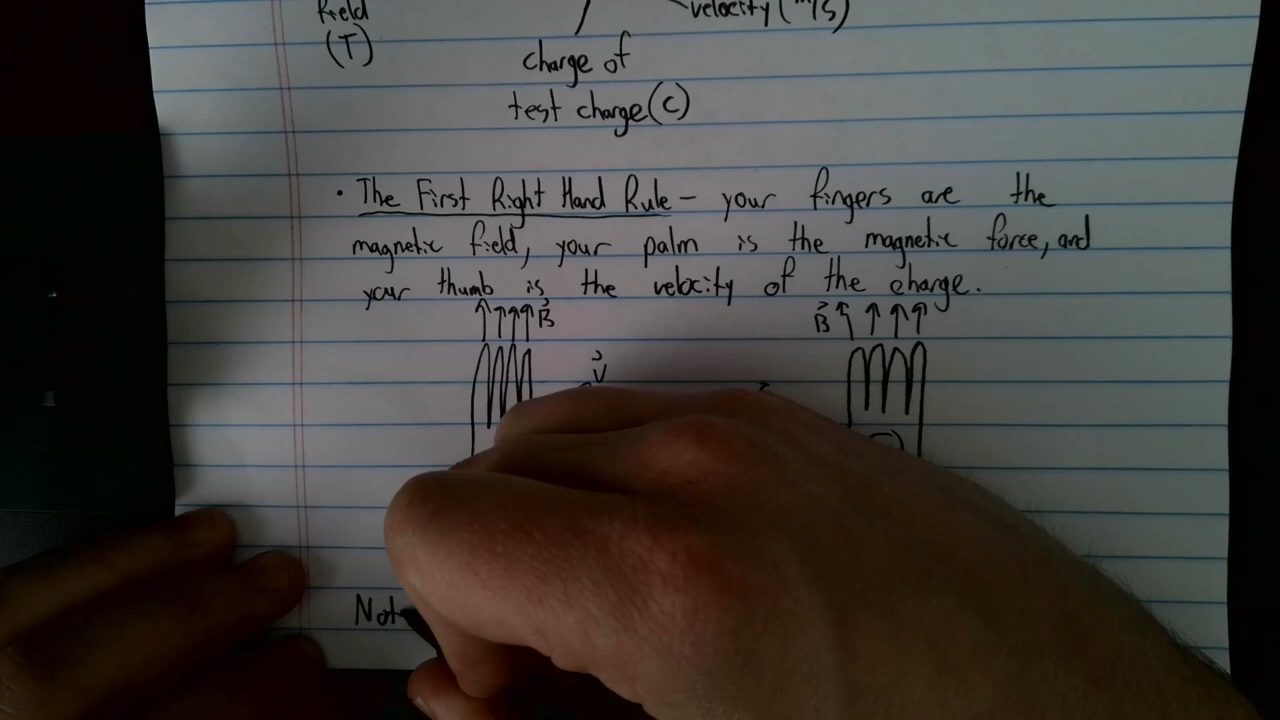 field
velocity (m/s)
(T)
charge of
test charge (C)
• The First Right Hand Rule – your fingers are the
magnetic field, your palm is the magnetic force, and
your thumb is the velocity of the charge.
B⃗ B⃗
v⃗
Not